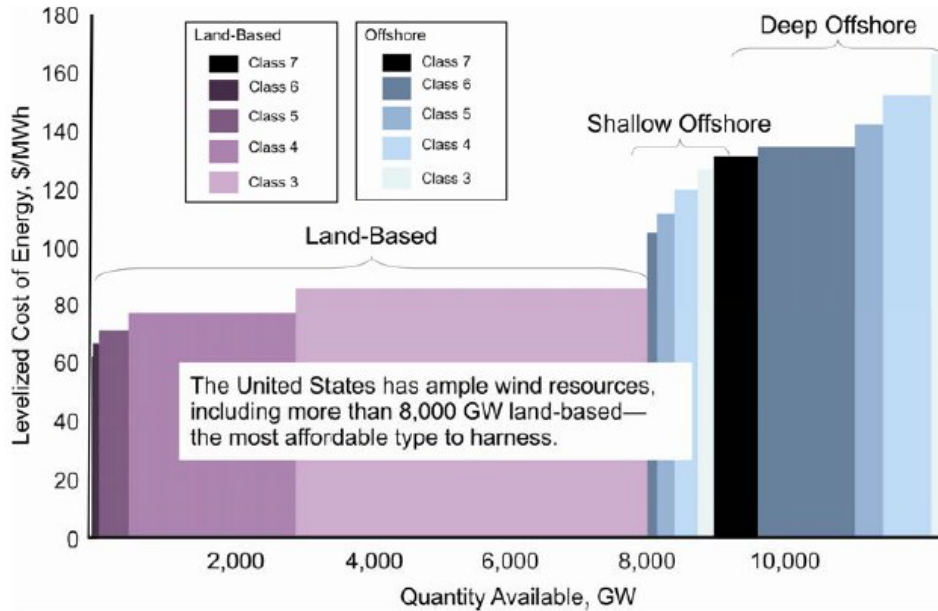 180
160
140
120
100
80
60
40
20
0
Levelized Cost of Energy, $/MWh
Land-Based
Class 7
Class 6
Class 5
Class 4
Class 3
Offshore
Class 7
Class 6
Class 5
Class 4
Class 3
Deep Offshore
Shallow Offshore
Land-Based
The United States has ample wind resources,
including more than 8,000 GW land-based—
the most affordable type to harness.
2,000 4,000 6,000 8,000 10,000
Quantity Available, GW